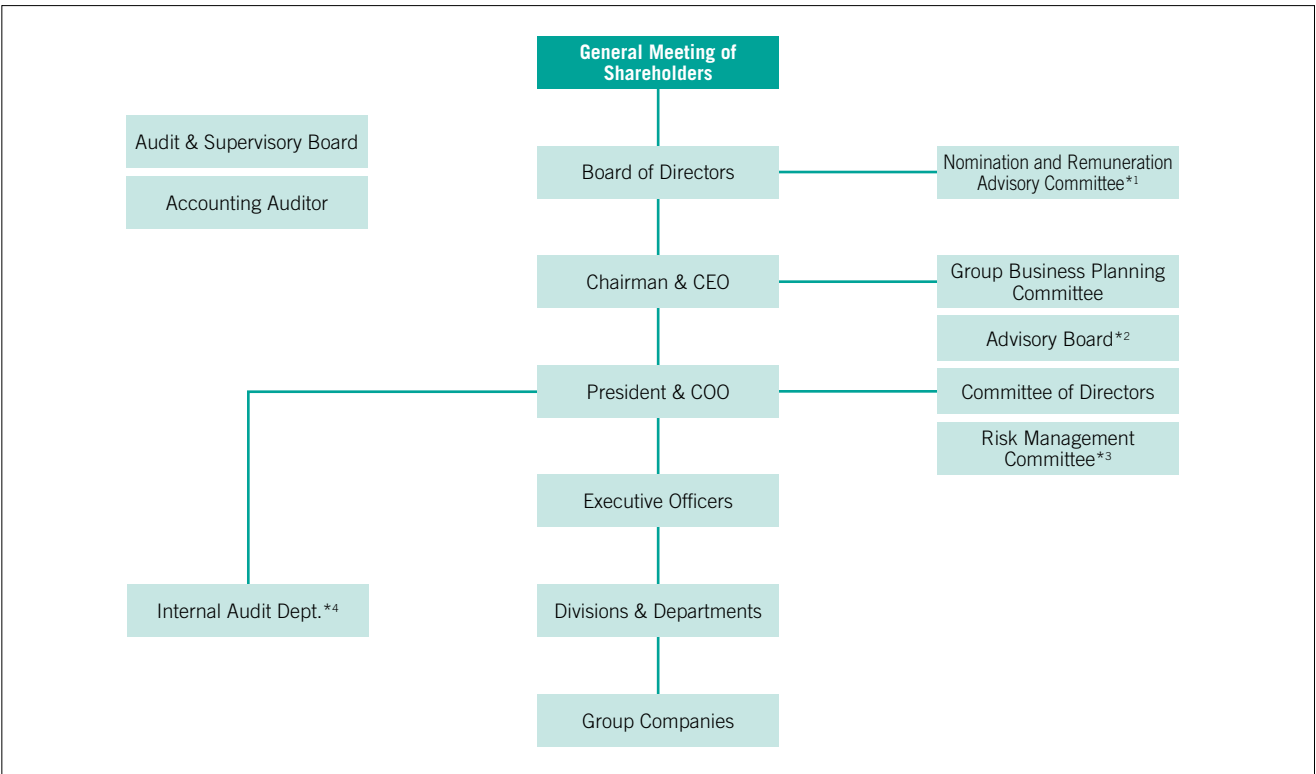 General Meeting of
Shareholders
Audit & Supervisory Board
Accounting Auditor
Board of Directors
Nomination and Remuneration
Advisory Committee*1
Chairman & CEO
Group Business Planning
Committee
Advisory Board*2
President & COO
Committee of Directors
Risk Management
Committee*3
Executive Officers
Internal Audit Dept.*4
Divisions & Departments
Group Companies